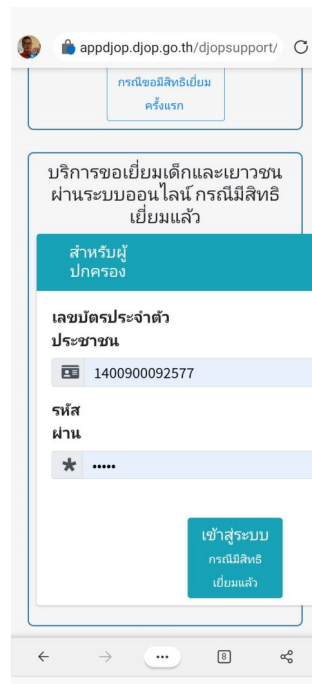 appdjop.djop.go.th/djopsupport/
กรณีขอมีสิทธิเยี่ยม
ครั้งแรก
บริการขอเยี่ยมเด็กและเยาวชน
ผ่านระบบออนไลน์ กรณีมีสิทธิ
เยี่ยมแล้ว
สำหรับผู้
ปกครอง
เลขบัตรประจำตัว
ประชาชน
1400900092577
รหัส
ผ่าน
•••••
เข้าสู่ระบบ
กรณีมีสิทธิ
เยี่ยมแล้ว
8